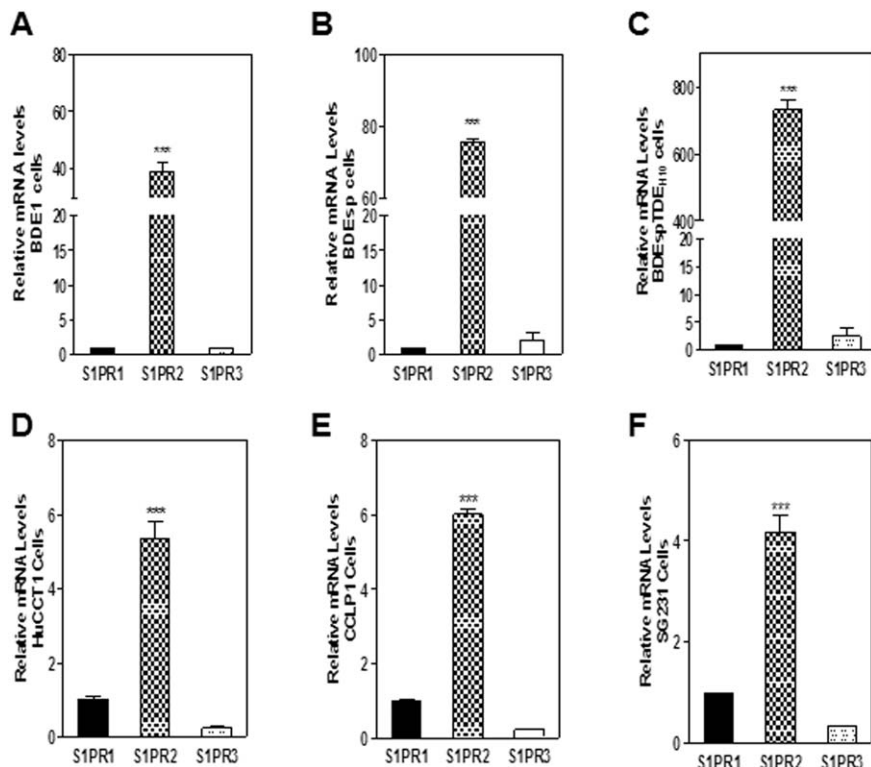 A
Relative mRNA levels
BDE1 cells
80
60
40
20
15
10
5
0
***
S1PR1 S1PR2 S1PR3
B
Relative mRNA Levels
BDEsp cells
100
80
60
20
15
10
5
0
***
S1PR1 S1PR2 S1PR3
C
Relative mRNA Levels
BDEspTDEH10 cells
800
600
400
20
15
10
5
0
***
S1PR1 S1PR2 S1PR3
D
Relative mRNA Levels
HuCCT1 Cells
8
6
4
2
0
***
S1PR1 S1PR2 S1PR3
E
Relative mRNA Levels
CCLP1 Cells
8
6
4
2
0
***
S1PR1 S1PR2 S1PR3
F
Relative mRNA Levels
SG231 Cells
6
4
2
0
***
S1PR1 S1PR2 S1PR3